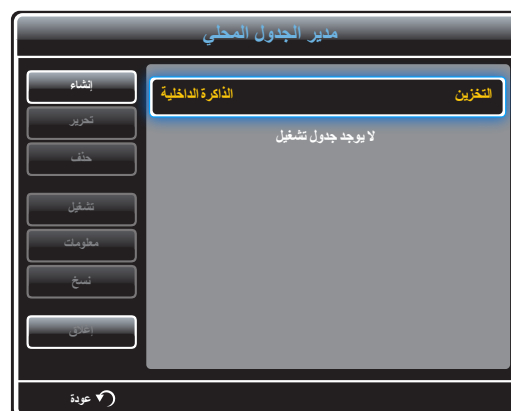 مدير الجدول المحلي
التخزين الذاكرة الداخلية
لا يوجد جدول تشغيل
إنشاء
تحرير
حذف
تشغيل
معلومات
نسخ
إغلاق
عودة